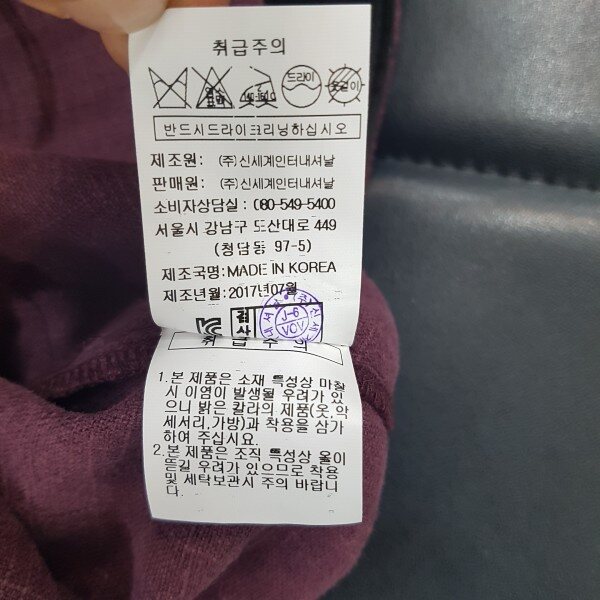 취급주의
드라이
옷걸이
반드시드라이크리닝하십시오
제조원: (주)신세계인터내셔날
판매원: (주)신세계인터내셔날
소비자상담실 : 080-549-5400
서울시 강남구 도산대로 449
(청담동 97-5)
제조국명: MADE IN KOREA
제조년월: 2017년07월
검사
J-6
VOV
취급주의
1.본 제품은 소재 특성상 마찰
시 이염이 발생될 우려가 있
으니 밝은 칼라의 제품(옷,악
세서리,가방)과 착용을 삼가
하여 주십시요.
2.본 제품은 조직 특성상 올이
뜯길 우려가 있으므로 착용
및 세탁보관시 주의 바랍니
다.